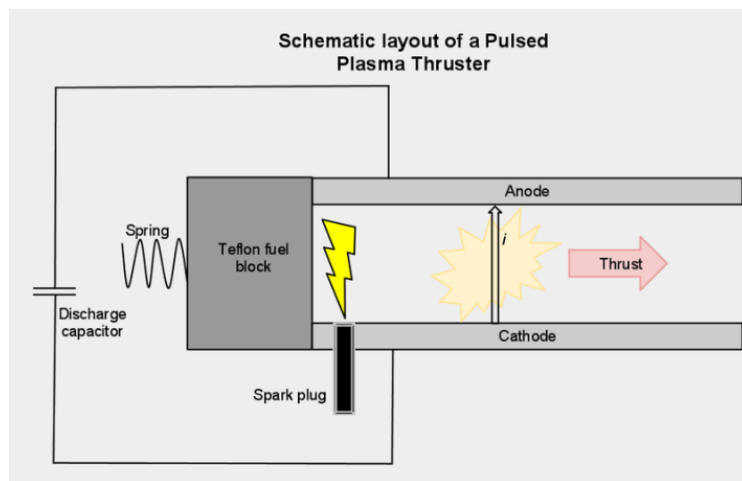 Schematic layout of a Pulsed
Plasma Thruster
Anode
Spring
Teflon fuel
block
i
Thrust
Discharge
capacitor
Cathode
Spark plug